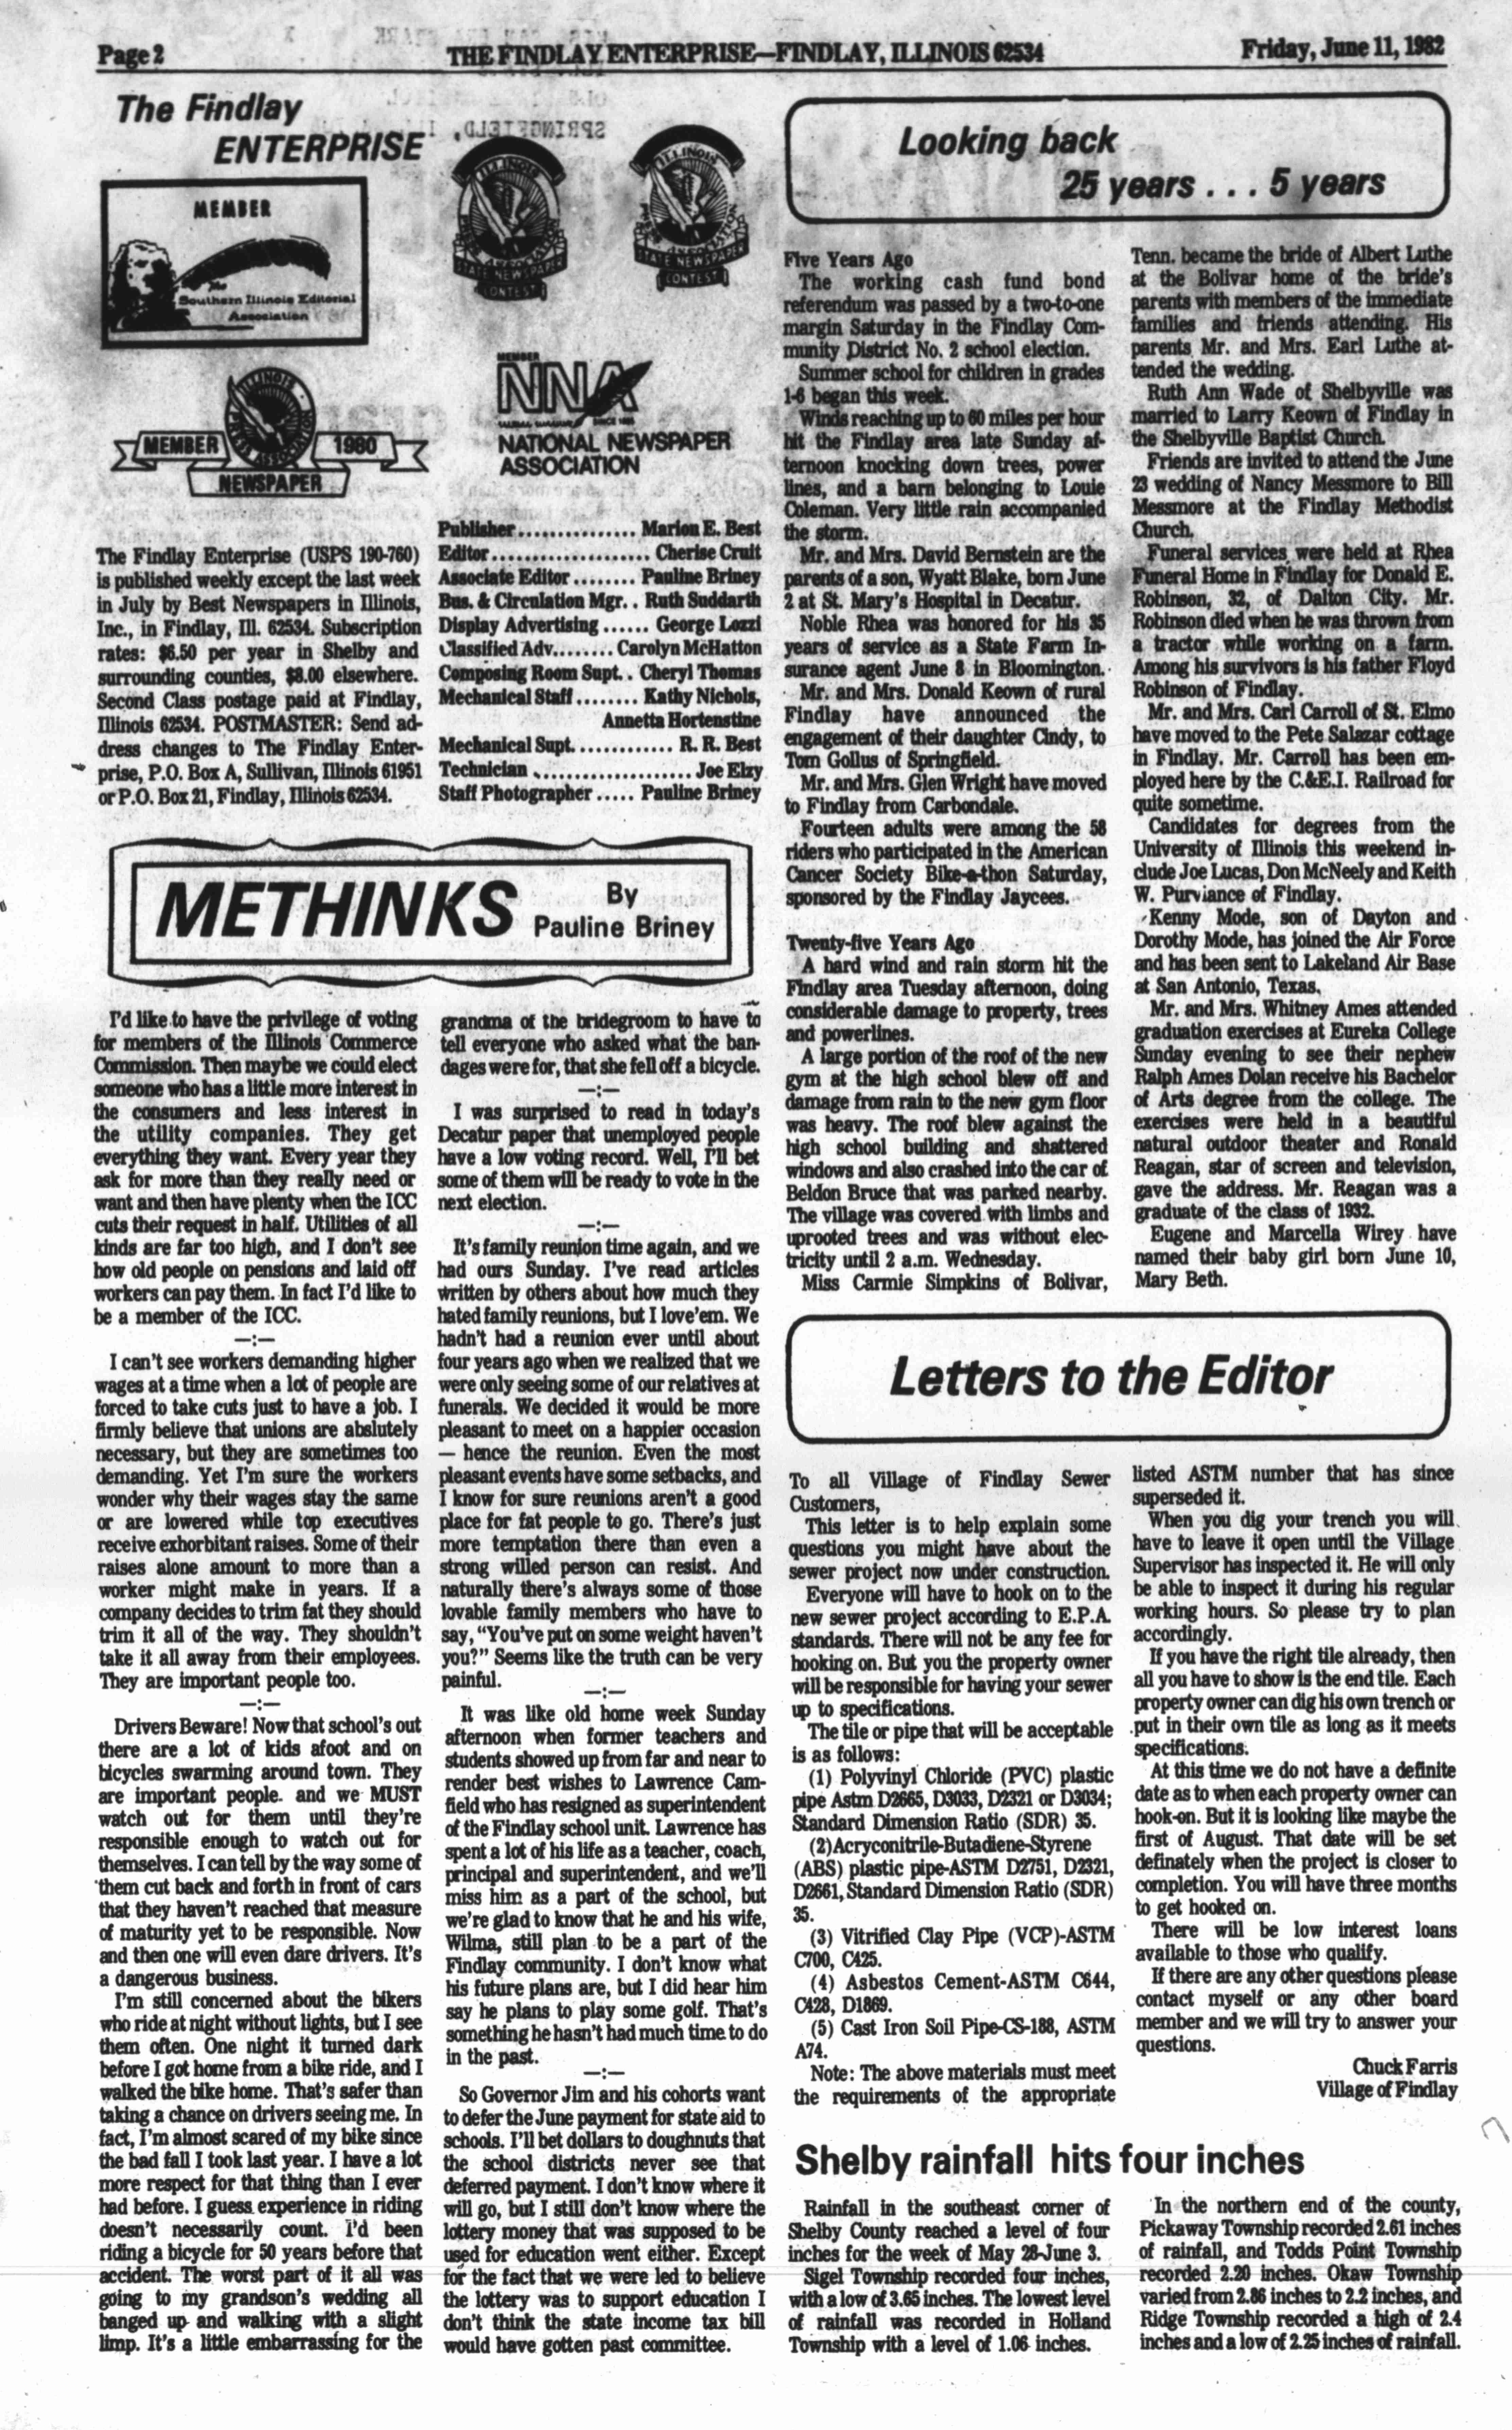 Page 2
THE FINDLAY ENTERPRISE—FINDLAY, ILLINOIS 62534
Friday, June 11, 1982
The Findlay
ENTERPRISE
MEMBER
the
Southern Illinois Editorial
Association
ILLINOIS
PRESS ASSOCIATION
STATE NEWSPAPER
CONTEST
ILLINOIS
PRESS ASSOCIATION
STATE NEWSPAPER
CONTEST
ILLINOIS
PRESS ASSOCIATION
MEMBER
1980
NEWSPAPER
MEMBER
NNA
SINCE 1885
NATIONAL NEWSPAPER
ASSOCIATION
The Findlay Enterprise (USPS 190-760)
is published weekly except the last week
in July by Best Newspapers in Illinois,
Inc., in Findlay, Ill. 62534. Subscription
rates: $6.50 per year in Shelby and
surrounding counties, $8.00 elsewhere.
Second Class postage paid at Findlay,
Illinois 62534. POSTMASTER: Send ad-
dress changes to The Findlay Enter-
prise, P.O. Box A, Sullivan, Illinois 61951
or P.O. Box 21, Findlay, Illinois 62534.
Publisher............... Marion E. Best
Editor.................... Cherise Cruit
Associate Editor ........ Pauline Briney
Bus. & Circulation Mgr. . Ruth Suddarth
Display Advertising ...... George Lozzi
Classified Adv........ Carolyn McHatton
Composing Room Supt. . Cheryl Thomas
Mechanical Staff ........ Kathy Nichols,
Annetta Hortenstine
Mechanical Supt. ............ R. R. Best
Technician ..................... Joe Elzy
Staff Photographer ..... Pauline Briney
METHINKS
By
Pauline Briney
I'd like to have the privilege of voting
for members of the Illinois Commerce
Commission. Then maybe we could elect
someone who has a little more interest in
the consumers and less interest in
the utility companies. They get
everything they want. Every year they
ask for more than they really need or
want and then have plenty when the ICC
cuts their request in half. Utilities of all
kinds are far too high, and I don't see
how old people on pensions and laid off
workers can pay them. In fact I'd like to
be a member of the ICC.
—:—
I can't see workers demanding higher
wages at a time when a lot of people are
forced to take cuts just to have a job. I
firmly believe that unions are abslutely
necessary, but they are sometimes too
demanding. Yet I'm sure the workers
wonder why their wages stay the same
or are lowered while top executives
receive exhorbitant raises. Some of their
raises alone amount to more than a
worker might make in years. If a
company decides to trim fat they should
trim it all of the way. They shouldn't
take it all away from their employees.
They are important people too.
—:—
Drivers Beware! Now that school's out
there are a lot of kids afoot and on
bicycles swarming around town. They
are important people. and we MUST
watch out for them until they're
responsible enough to watch out for
themselves. I can tell by the way some of
them cut back and forth in front of cars
that they haven't reached that measure
of maturity yet to be responsible. Now
and then one will even dare drivers. It's
a dangerous business.
I'm still concerned about the bikers
who ride at night without lights, but I see
them often. One night it turned dark
before I got home from a bike ride, and I
walked the bike home. That's safer than
taking a chance on drivers seeing me. In
fact, I'm almost scared of my bike since
the bad fall I took last year. I have a lot
more respect for that thing than I ever
had before. I guess experience in riding
doesn't necessarily count. I'd been
riding a bicycle for 50 years before that
accident. The worst part of it all was
going to my grandson's wedding all
banged up and walking with a slight
limp. It's a little embarrassing for the
grandma of the bridegroom to have to
tell everyone who asked what the ban-
dages were for, that she fell off a bicycle.
—:—
I was surprised to read in today's
Decatur paper that unemployed people
have a low voting record. Well, I'll bet
some of them will be ready to vote in the
next election.
—:—
It's family reunion time again, and we
had ours Sunday. I've read articles
written by others about how much they
hated family reunions, but I love'em. We
hadn't had a reunion ever until about
four years ago when we realized that we
were only seeing some of our relatives at
funerals. We decided it would be more
pleasant to meet on a happier occasion
— hence the reunion. Even the most
pleasant events have some setbacks, and
I know for sure reunions aren't a good
place for fat people to go. There's just
more temptation there than even a
strong willed person can resist. And
naturally there's always some of those
lovable family members who have to
say, "You've put on some weight haven't
you?" Seems like the truth can be very
painful.
—:—
It was like old home week Sunday
afternoon when former teachers and
students showed up from far and near to
render best wishes to Lawrence Cam-
field who has resigned as superintendent
of the Findlay school unit. Lawrence has
spent a lot of his life as a teacher, coach,
principal and superintendent, and we'll
miss him as a part of the school, but
we're glad to know that he and his wife,
Wilma, still plan to be a part of the
Findlay community. I don't know what
his future plans are, but I did hear him
say he plans to play some golf. That's
something he hasn't had much time to do
in the past.
—:—
So Governor Jim and his cohorts want
to defer the June payment for state aid to
schools. I'll bet dollars to doughnuts that
the school districts never see that
deferred payment. I don't know where it
will go, but I still don't know where the
lottery money that was supposed to be
used for education went either. Except
for the fact that we were led to believe
the lottery was to support education I
don't think the state income tax bill
would have gotten past committee.
Looking back
25 years . . . 5 years
Five Years Ago
The working cash fund bond
referendum was passed by a two-to-one
margin Saturday in the Findlay Com-
munity District No. 2 school election.
Summer school for children in grades
1-6 began this week.
Winds reaching up to 60 miles per hour
hit the Findlay area late Sunday af-
ternoon knocking down trees, power
lines, and a barn belonging to Louie
Coleman. Very little rain accompanied
the storm.
Mr. and Mrs. David Bernstein are the
parents of a son, Wyatt Blake, born June
2 at St. Mary's Hospital in Decatur.
Noble Rhea was honored for his 35
years of service as a State Farm In-
surance agent June 8 in Bloomington.
Mr. and Mrs. Donald Keown of rural
Findlay have announced the
engagement of their daughter Cindy, to
Tom Gollus of Springfield.
Mr. and Mrs. Glen Wright have moved
to Findlay from Carbondale.
Fourteen adults were among the 58
riders who participated in the American
Cancer Society Bike-a-thon Saturday,
sponsored by the Findlay Jaycees.
Twenty-five Years Ago
A hard wind and rain storm hit the
Findlay area Tuesday afternoon, doing
considerable damage to property, trees
and powerlines.
A large portion of the roof of the new
gym at the high school blew off and
damage from rain to the new gym floor
was heavy. The roof blew against the
high school building and shattered
windows and also crashed into the car of
Beldon Bruce that was parked nearby.
The village was covered with limbs and
uprooted trees and was without elec-
tricity until 2 a.m. Wednesday.
Miss Carmie Simpkins of Bolivar,
Tenn. became the bride of Albert Luthe
at the Bolivar home of the bride's
parents with members of the immediate
families and friends attending. His
parents Mr. and Mrs. Earl Luthe at-
tended the wedding.
Ruth Ann Wade of Shelbyville was
married to Larry Keown of Findlay in
the Shelbyville Baptist Church.
Friends are invited to attend the June
23 wedding of Nancy Messmore to Bill
Messmore at the Findlay Methodist
Church.
Funeral services were held at Rhea
Funeral Home in Findlay for Donald E.
Robinson, 32, of Dalton City. Mr.
Robinson died when he was thrown from
a tractor while working on a farm.
Among his survivors is his father Floyd
Robinson of Findlay.
Mr. and Mrs. Carl Carroll of St. Elmo
have moved to the Pete Salazar cottage
in Findlay. Mr. Carroll has been em-
ployed here by the C.&E.I. Railroad for
quite sometime.
Candidates for degrees from the
University of Illinois this weekend in-
clude Joe Lucas, Don McNeely and Keith
W. Purviance of Findlay.
Kenny Mode, son of Dayton and
Dorothy Mode, has joined the Air Force
and has been sent to Lakeland Air Base
at San Antonio, Texas.
Mr. and Mrs. Whitney Ames attended
graduation exercises at Eureka College
Sunday evening to see their nephew
Ralph Ames Dolan receive his Bachelor
of Arts degree from the college. The
exercises were held in a beautiful
natural outdoor theater and Ronald
Reagan, star of screen and television,
gave the address. Mr. Reagan was a
graduate of the class of 1932.
Eugene and Marcella Wirey have
named their baby girl born June 10,
Mary Beth.
Letters to the Editor
To all Village of Findlay Sewer
Customers,
This letter is to help explain some
questions you might have about the
sewer project now under construction.
Everyone will have to hook on to the
new sewer project according to E.P.A.
standards. There will not be any fee for
hooking on. But you the property owner
will be responsible for having your sewer
up to specifications.
The tile or pipe that will be acceptable
is as follows:
(1) Polyvinyl Chloride (PVC) plastic
pipe Astm D2665, D3033, D2321 or D3034;
Standard Dimension Ratio (SDR) 35.
(2)Acryconitrile-Butadiene-Styrene
(ABS) plastic pipe-ASTM D2751, D2321,
D2661, Standard Dimension Ratio (SDR)
35.
(3) Vitrified Clay Pipe (VCP)-ASTM
C700, C425.
(4) Asbestos Cement-ASTM C644,
C428, D1869.
(5) Cast Iron Soil Pipe-CS-188, ASTM
A74.
Note: The above materials must meet
the requirements of the appropriate
listed ASTM number that has since
superseded it.
When you dig your trench you will
have to leave it open until the Village
Supervisor has inspected it. He will only
be able to inspect it during his regular
working hours. So please try to plan
accordingly.
If you have the right tile already, then
all you have to show is the end tile. Each
property owner can dig his own trench or
put in their own tile as long as it meets
specifications.
At this time we do not have a definite
date as to when each property owner can
hook-on. But it is looking like maybe the
first of August. That date will be set
definately when the project is closer to
completion. You will have three months
to get hooked on.
There will be low interest loans
available to those who qualify.
If there are any other questions please
contact myself or any other board
member and we will try to answer your
questions.
Chuck Farris
Village of Findlay
Shelby rainfall hits four inches
Rainfall in the southeast corner of
Shelby County reached a level of four
inches for the week of May 28-June 3.
Sigel Township recorded four inches,
with a low of 3.65 inches. The lowest level
of rainfall was recorded in Holland
Township with a level of 1.06 inches.
In the northern end of the county,
Pickaway Township recorded 2.61 inches
of rainfall, and Todds Point Township
recorded 2.20 inches. Okaw Township
varied from 2.86 inches to 2.2 inches, and
Ridge Township recorded a high of 2.4
inches and a low of 2.25 inches of rainfall.